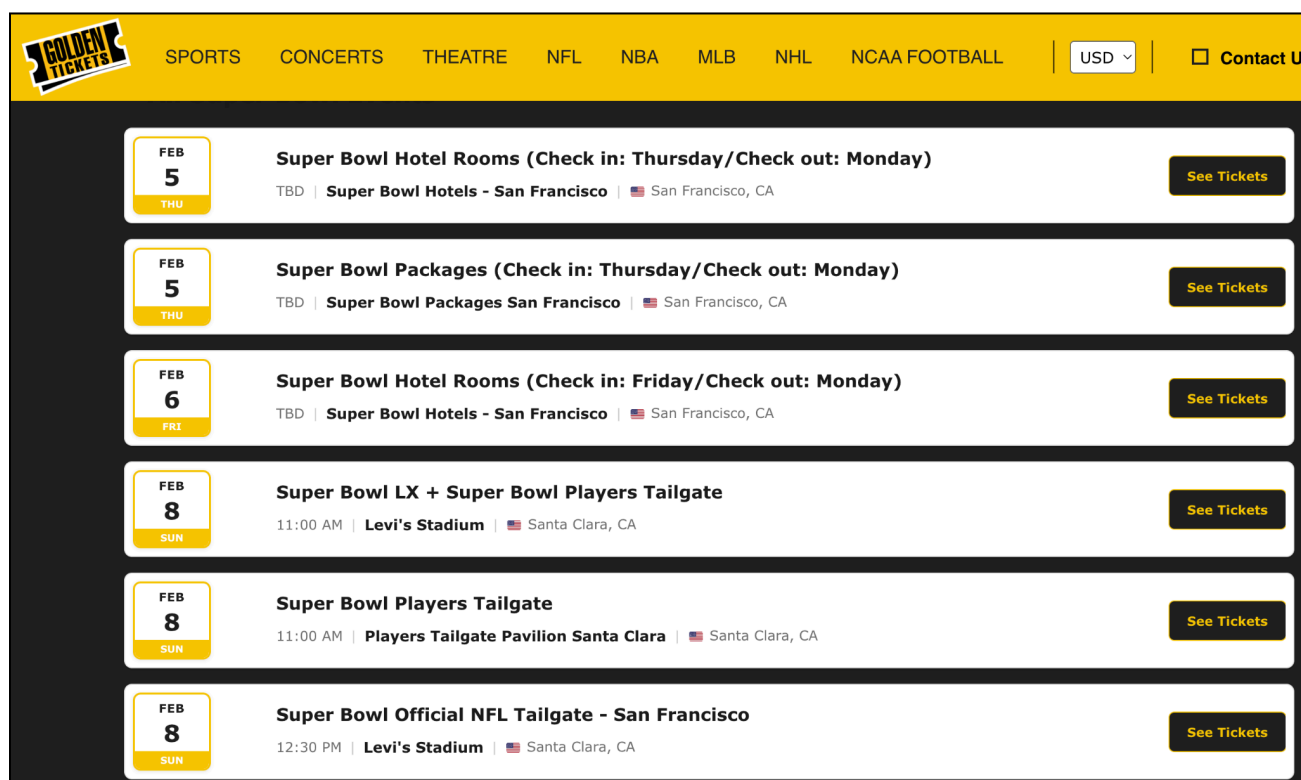 GOLDEN
TICKETS
SPORTS CONCERTS THEATRE NFL NBA MLB NHL NCAA FOOTBALL USD Contact U
FEB
5
THU
Super Bowl Hotel Rooms (Check in: Thursday/Check out: Monday)
TBD | Super Bowl Hotels - San Francisco | San Francisco, CA
See Tickets
FEB
5
THU
Super Bowl Packages (Check in: Thursday/Check out: Monday)
TBD | Super Bowl Packages San Francisco | San Francisco, CA
See Tickets
FEB
6
FRI
Super Bowl Hotel Rooms (Check in: Friday/Check out: Monday)
TBD | Super Bowl Hotels - San Francisco | San Francisco, CA
See Tickets
FEB
8
SUN
Super Bowl LX + Super Bowl Players Tailgate
11:00 AM | Levi's Stadium | Santa Clara, CA
See Tickets
FEB
8
SUN
Super Bowl Players Tailgate
11:00 AM | Players Tailgate Pavilion Santa Clara | Santa Clara, CA
See Tickets
FEB
8
SUN
Super Bowl Official NFL Tailgate - San Francisco
12:30 PM | Levi's Stadium | Santa Clara, CA
See Tickets